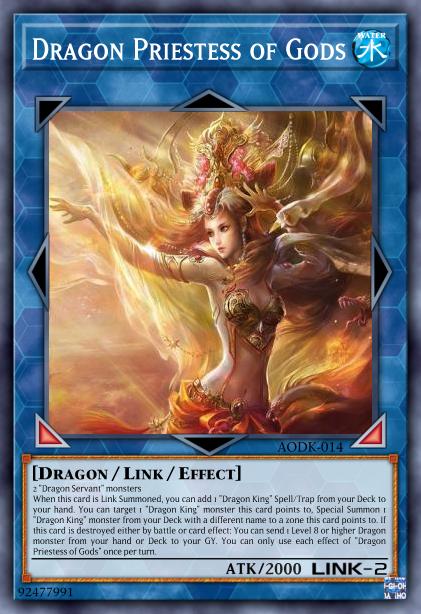 DRAGON PRIESTESS OF GODS
WATER
水
AODK-014
[DRAGON / LINK / EFFECT]
2 "Dragon Servant" monsters
When this card is Link Summoned, you can add 1 "Dragon King" Spell/Trap from your Deck to
your hand. You can target 1 "Dragon King" monster this card points to, Special Summon 1
"Dragon King" monster from your Deck with a different name to a zone this card points to. If
this card is destroyed either by battle or card effect: You can send 1 Level 8 or higher Dragon
monster from your hand or Deck to your GY. You can only use each effect of "Dragon
Priestess of Gods" once per turn.
ATK/2000 LINK-2
92477991